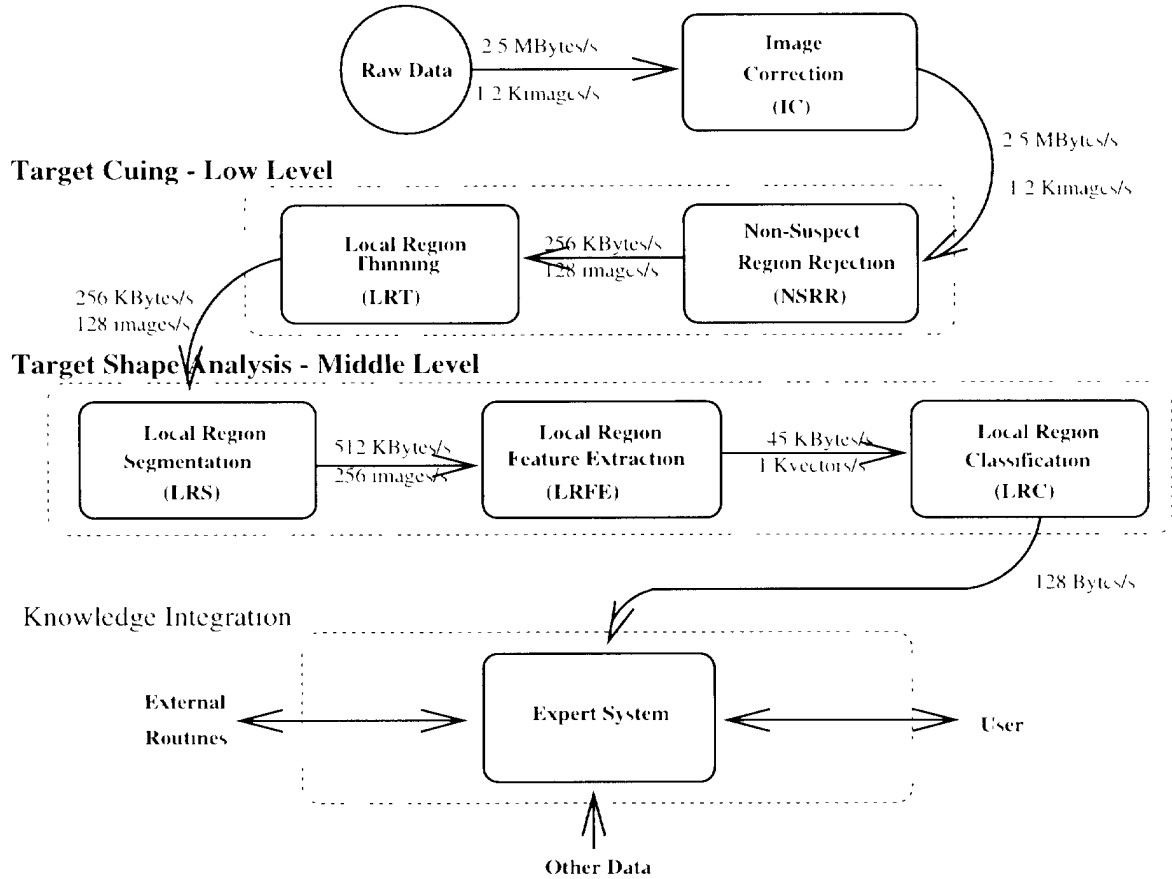 Raw Data
2.5 MBytes/s
1.2 Kimages/s
Image
Correction
(IC)
2.5 MBytes/s
1.2 Kimages/s
Target Cuing - Low Level
Local Region
Thinning
(LRT)
256 KBytes/s
128 images/s
Non-Suspect
Region Rejection
(NSRR)
256 KBytes/s
128 images/s
Target Shape Analysis - Middle Level
Local Region
Segmentation
(LRS)
512 KBytes/s
256 images/s
Local Region
Feature Extraction
(LRFE)
45 KBytes/s
1 Kvectors/s
Local Region
Classification
(LRC)
128 Bytes/s
Knowledge Integration
External
Routines
Expert System
User
Other Data